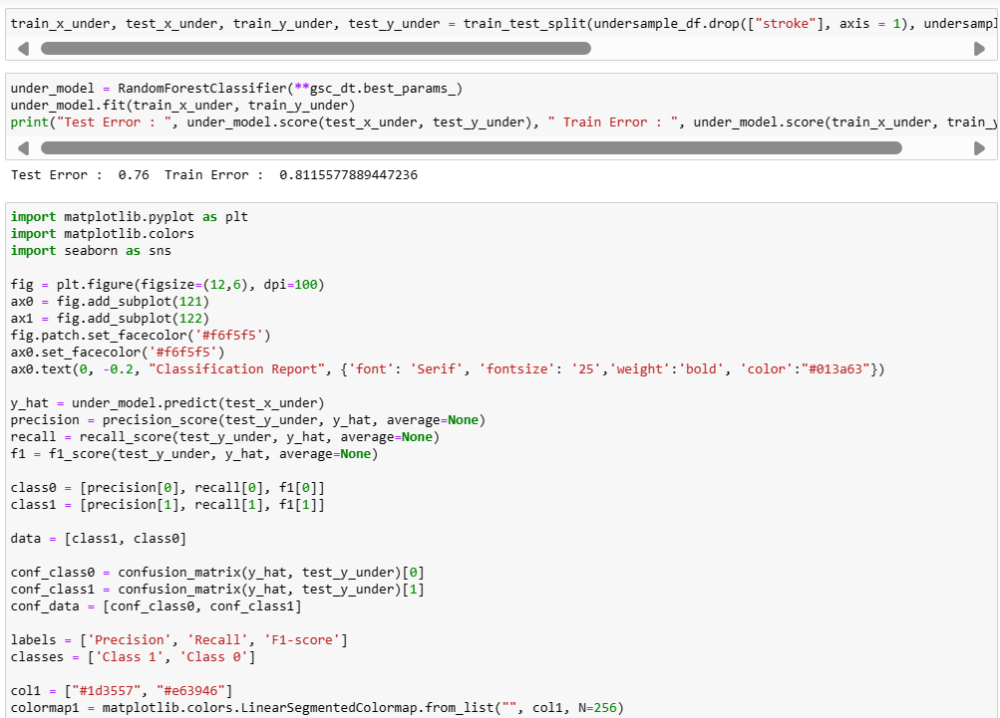 train_x_under, test_x_under, train_y_under, test_y_under = train_test_split(undersample_df.drop(["stroke"], axis = 1),
under_model = RandomForestClassifier(**gsc_dt.best_params_)
under_model.fit(train_x_under, train_y_under)
print("Test Error : ", under_model.score(test_x_under, test_y_under), " Train Error : ", under_model.score(train_x_under,
Test Error :  0.76  Train Error :  0.8115577889447236
import matplotlib.pyplot as plt
import matplotlib.colors
import seaborn as sns
fig = plt.figure(figsize=(12,6), dpi=100)
ax0 = fig.add_subplot(121)
ax1 = fig.add_subplot(122)
fig.patch.set_facecolor('#f6f5f5')
ax0.set_facecolor('#f6f5f5')
ax0.text(0, -0.2, "Classification Report", {'font': 'Serif', 'fontsize': '25','weight':'bold', 'color':"#013a63"})
y_hat = under_model.predict(test_x_under)
precision = precision_score(test_y_under, y_hat, average=None)
recall = recall_score(test_y_under, y_hat, average=None)
f1 = f1_score(test_y_under, y_hat, average=None)
class0 = [precision[0], recall[0], f1[0]]
class1 = [precision[1], recall[1], f1[1]]
data = [class1, class0]
conf_class0 = confusion_matrix(y_hat, test_y_under)[0]
conf_class1 = confusion_matrix(y_hat, test_y_under)[1]
conf_data = [conf_class0, conf_class1]
labels = ['Precision', 'Recall', 'F1-score']
classes = ['Class 1', 'Class 0']
col1 = ["#1d3557", "#e63946"]
colormap1 = matplotlib.colors.LinearSegmentedColormap.from_list("", col1, N=256)